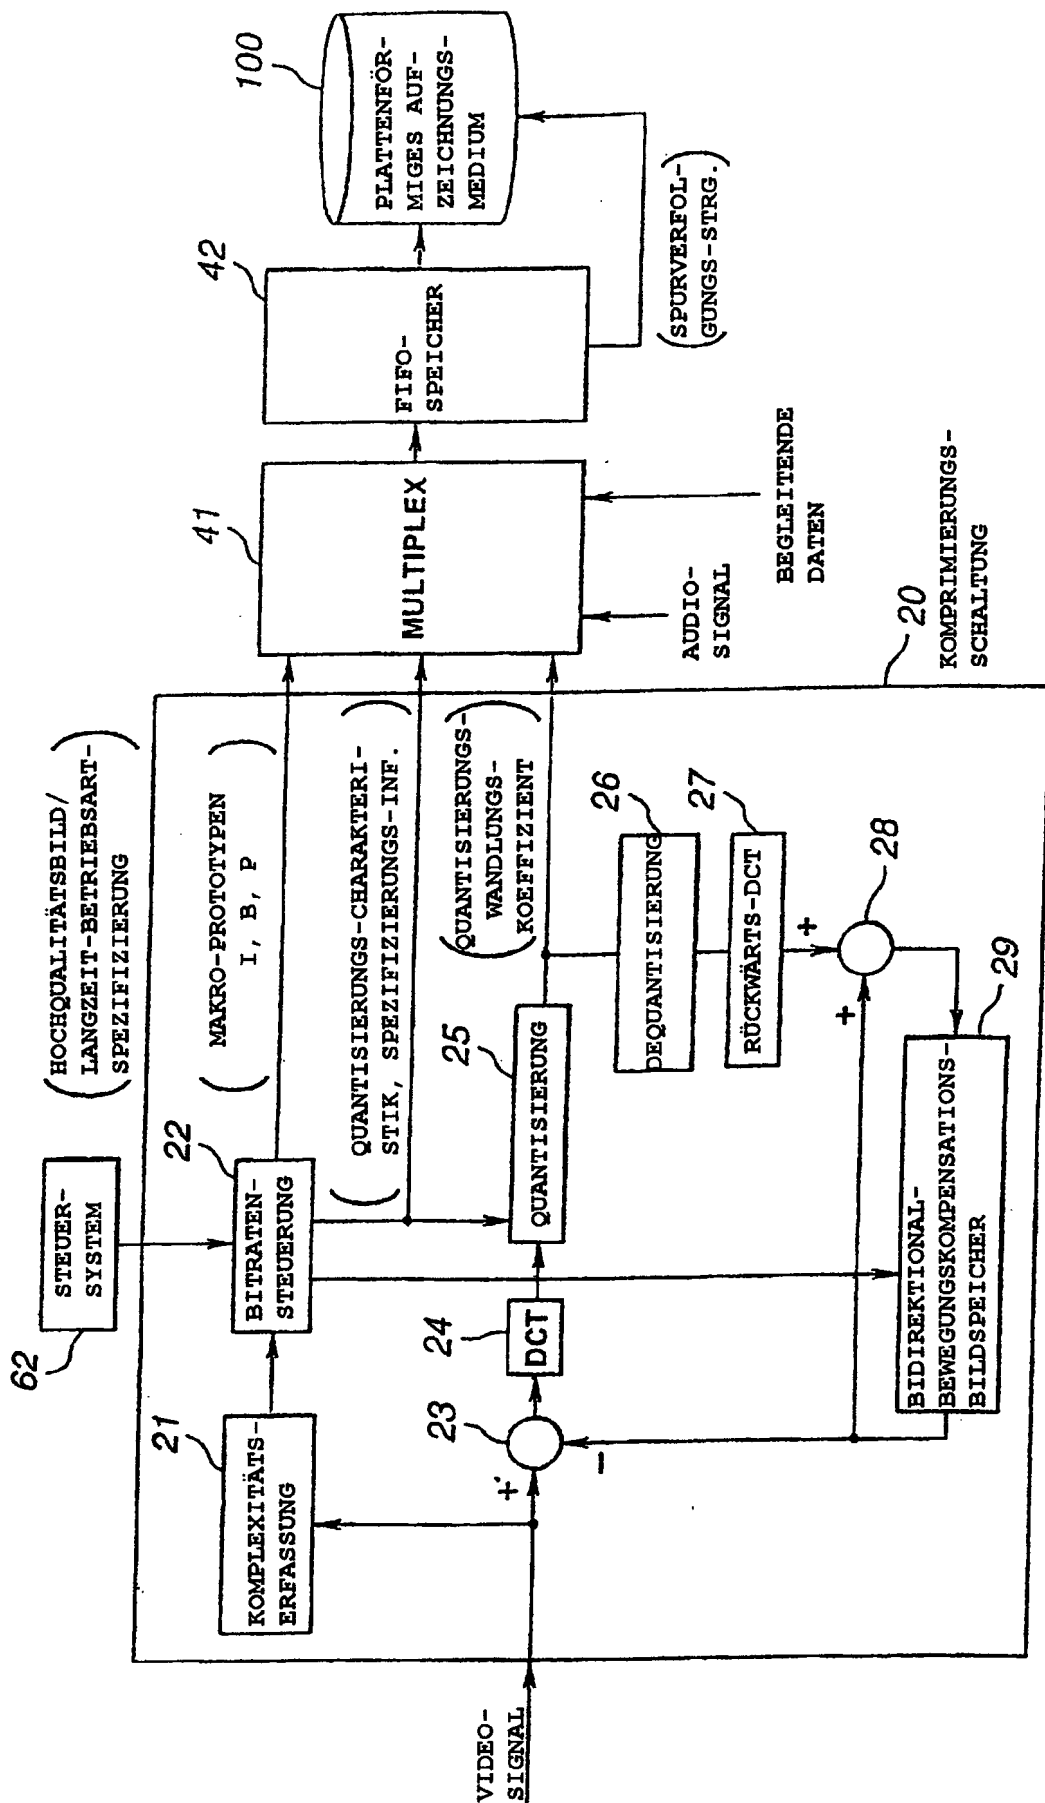 VIDEO-
SIGNAL
62
STEUER-
SYSTEM
HOCHQUALITÄTSBILD/
LANGZEIT-BETRIEBSART-
SPEZIFIZIERUNG
21
KOMPLEXITÄTS-
ERFASSUNG
22
BITRATEN-
STEUERUNG
MAKRO-PROTOTYPEN
I, B, P
QUANTISIERUNGS-CHARAKTERI-
STIK, SPEZIFIZIERUNGS-INF.
23
+
-
24
DCT
25
QUANTISIERUNG
QUANTISIERUNGS-
WANDLUNGS-
KOEFFIZIENT
26
DEQUANTISIERUNG
27
RÜCKWÄRTS-DCT
28
+
+
29
BIDIREKTIONAL-
BEWEGUNGSKOMPENSATIONS-
BILDSPEICHER
20
KOMPRIMIERUNGS-
SCHALTUNG
41
MULTIPLEX
AUDIO-
SIGNAL
BEGLEITENDE
DATEN
42
FIFO-
SPEICHER
(SPURVERFOL-
GUNGS-STRG.)
100
PLATTENFÖR-
MIGES AUF-
ZEICHNUNGS-
MEDIUM